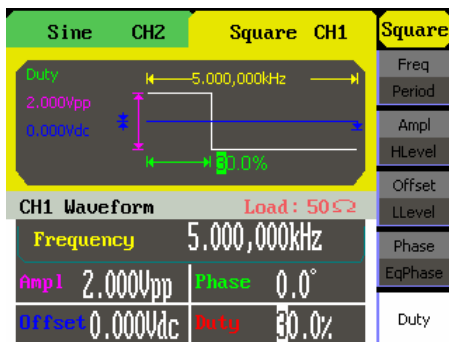 Sine CH2 Square CH1 Square
Duty
5.000,000kHz
2.000Vpp
0.000Vdc
30.0%
Freq
Period
Ampl
HLevel
Offset
LLevel
Phase
EqPhase
Duty
CH1 Waveform Load: 50Ω
Frequency 5.000,000kHz
Ampl 2.000Vpp Phase 0.0°
Offset 0.000Vdc Duty 30.0%